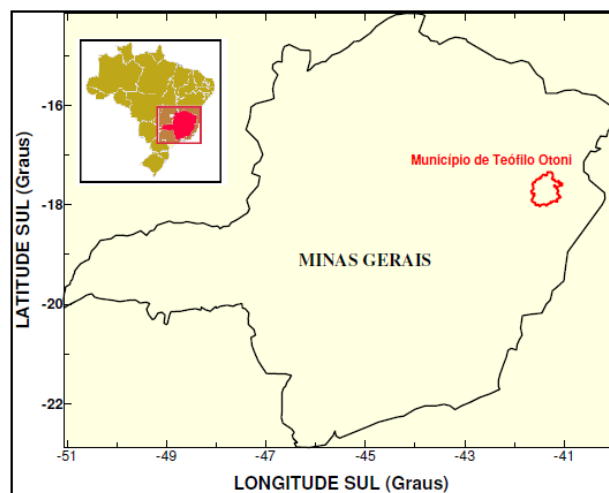 Município de Teófilo Otoni
MINAS GERAIS
LATITUDE SUL (Graus)
-16
-18
-20
-22
-51
-49
-47
-45
-43
-41
LONGITUDE SUL (Graus)